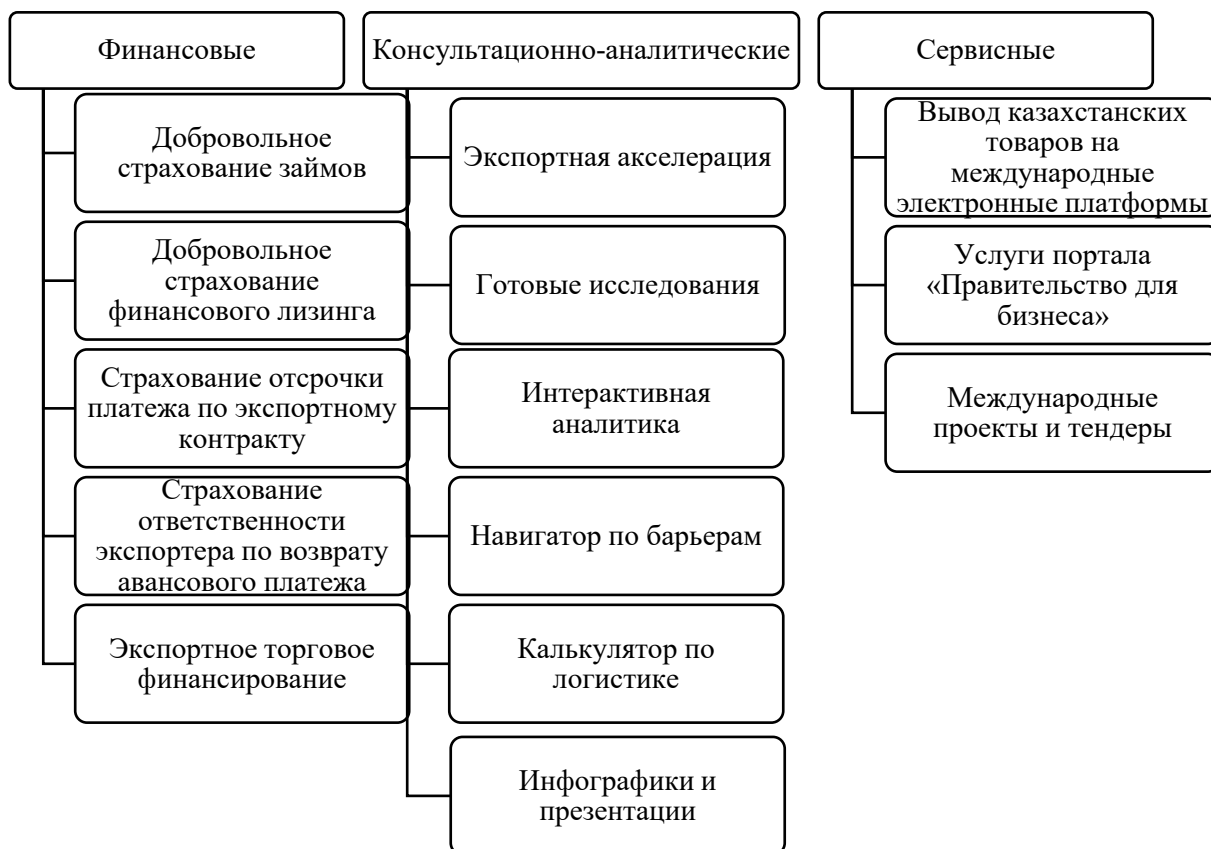 Финансовые
Добровольное
страхование займов
Добровольное
страхование
финансового лизинга
Страхование отсрочки
платежа по экспортному
контракту
Страхование
ответственности
экспортера по возврату
авансового платежа
Экспортное торговое
финансирование
Консультационно-аналитические
Экспортная акселерация
Готовые исследования
Интерактивная
аналитика
Навигатор по барьерам
Калькулятор по
логистике
Инфографики и
презентации
Сервисные
Вывод казахстанских
товаров на
международные
электронные платформы
Услуги портала
«Правительство для
бизнеса»
Международные
проекты и тендеры